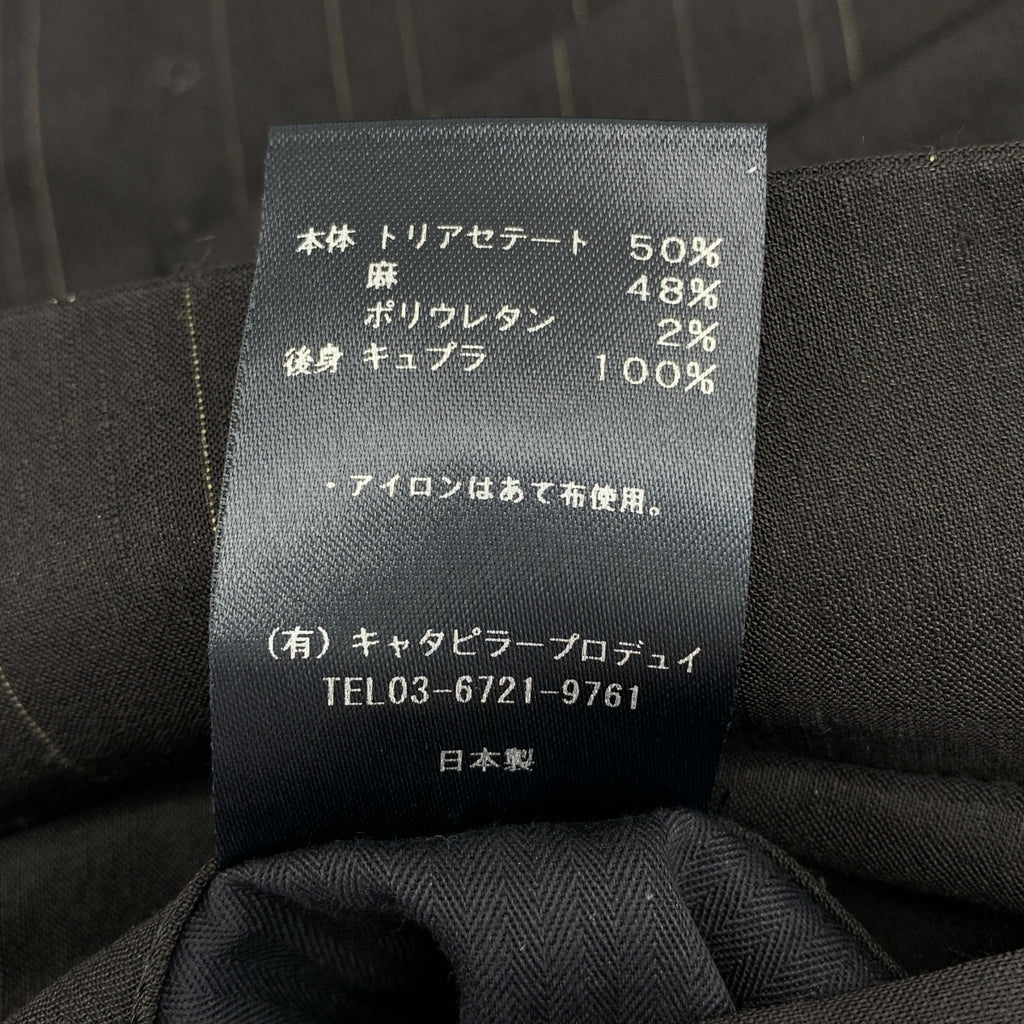 本体 トリアセテート 50%
麻 48%
ポリウレタン 2%
後身 キュプラ 100%
・アイロンはあて布使用。
(有)キャタピラープロデュイ
TEL03-6721-9761
日本製